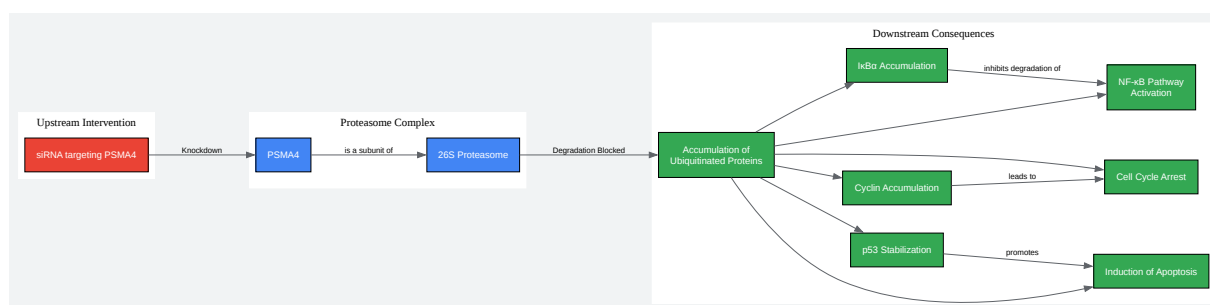 Upstream Intervention
siRNA targeting PSMA4
Knockdown
Proteasome Complex
PSMA4
is a subunit of
26S Proteasome
Degradation Blocked
Downstream Consequences
Accumulation of
Ubiquitinated Proteins
IκBα Accumulation
inhibits degradation of
NF-κB Pathway
Activation
Cyclin Accumulation
leads to
Cell Cycle Arrest
p53 Stabilization
promotes
Induction of Apoptosis